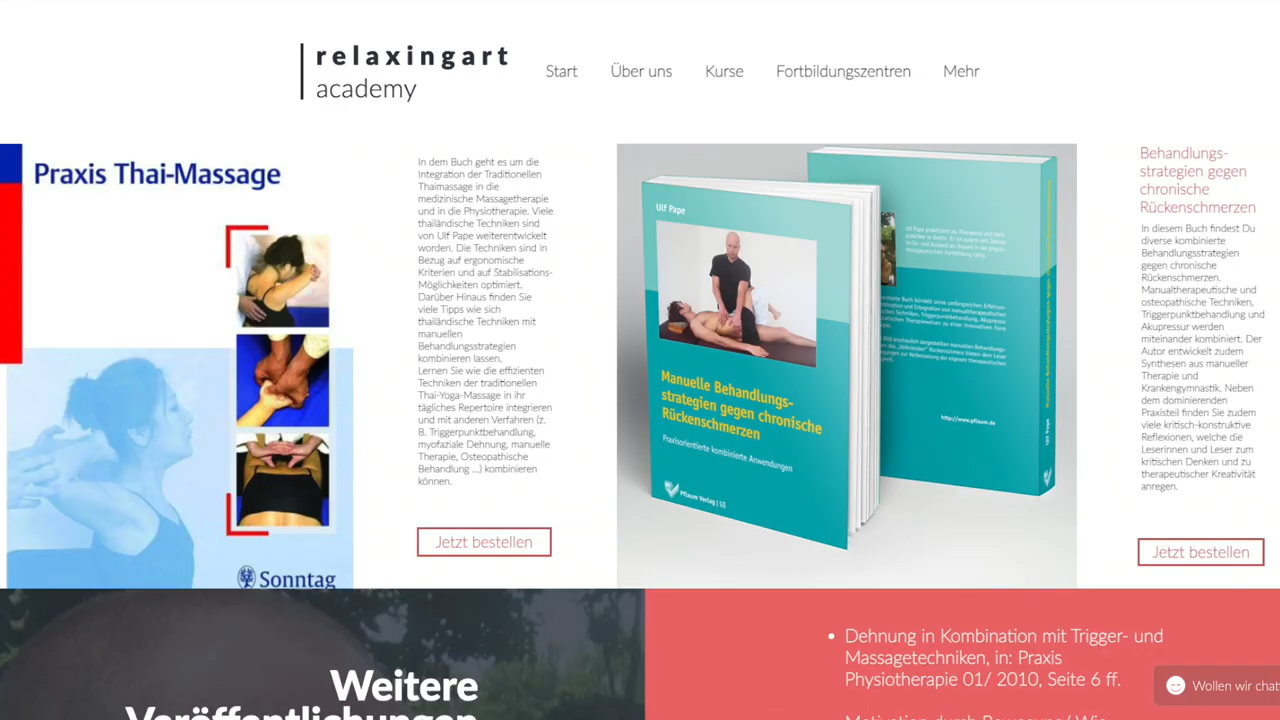 relaxingart
academy
Start
Über uns
Kurse
Fortbildungszentren
Mehr
Praxis Thai-Massage
Sonntag
In dem Buch geht es um die
Integration der Traditionellen
Thaimassage in die
medizinische Massagetherapie
und in die Physiotherapie. Viele
thailändische Techniken sind
von Ulf Pape weiterentwickelt
worden. Die Techniken sind in
Bezug auf ergonomische
Kriterien und auf Stabilisations-
Möglichkeiten optimiert.
Darüber Hinaus finden Sie
viele Tipps wie sich
thailändische Techniken mit
manuellen
Behandlungsstrategien
kombinieren lassen.
Lernen Sie wie die effizienten
Techniken der traditionellen
Thai-Yoga-Massage in ihr
tägliches Repertoire integrieren
und mit anderen Verfahren (z.
B. Triggerpunktbehandlung,
myofaziale Dehnung, manuelle
Therapie, Osteopathische
Behandlung ...) kombinieren
können.
Jetzt bestellen
Ulf Pape
Manuelle Behandlungs-
strategien gegen chronische
Rückenschmerzen
Praxisorientierte kombinierte Anwendungen
Pflaum Verlag
http://www.pflaum.de
Ulf Pape
Behandlungs-
strategien gegen
chronische
Rückenschmerzen
In diesem Buch findest Du
diverse kombinierte
Behandlungsstrategien
gegen chronische
Rückenschmerzen.
Manualtherapeutische und
osteopathische Techniken,
Triggerpunktbehandlung und
Akupressur werden
miteinander kombiniert. Der
Autor entwickelt zudem
Synthesen aus manueller
Therapie und
Krankengymnastik. Neben
dem dominierenden
Praxisteil finden Sie zudem
viele kritisch-konstruktive
Reflexionen, welche die
Leserinnen und Leser zum
kritischen Denken und zu
therapeutischer Kreativität
anregen.
Jetzt bestellen
Weitere
Veröffentlichungen
• Dehnung in Kombination mit Trigger- und
Massagetechniken, in: Praxis
Physiotherapie 01/ 2010, Seite 6 ff.
Motivation durch Bewegung/ Wie
Wollen wir chat